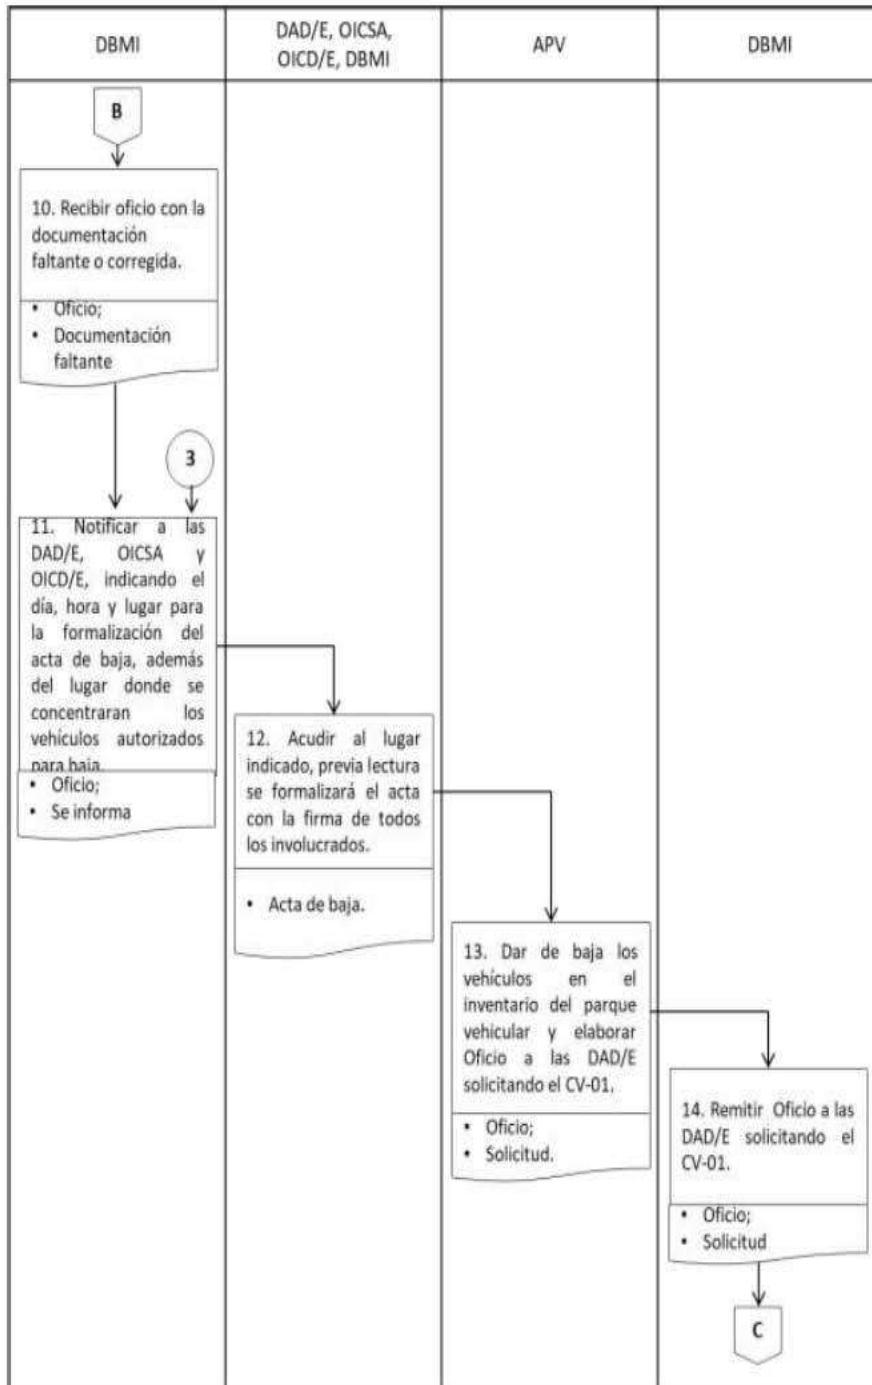 DBMI
DAD/E, OICSA,
OICD/E, DBMI
APV
DBMI
B
10. Recibir oficio con la
documentación
faltante o corregida.
• Oficio;
• Documentación
faltante
3
11. Notificar a las
DAD/E, OICSA y
OICD/E, indicando el
día, hora y lugar para
la formalización del
acta de baja, además
del lugar donde se
concentraran los
vehículos autorizados
para baja.
• Oficio;
• Se informa
12. Acudir al lugar
indicado, previa lectura
se formalizará el acta
con la firma de todos
los involucrados.
• Acta de baja.
13. Dar de baja los
vehículos en el
inventario del parque
vehicular y elaborar
Oficio a las DAD/E
solicitando el CV-01.
• Oficio;
• Solicitud.
14. Remitir Oficio a las
DAD/E solicitando el
CV-01.
• Oficio;
• Solicitud
C